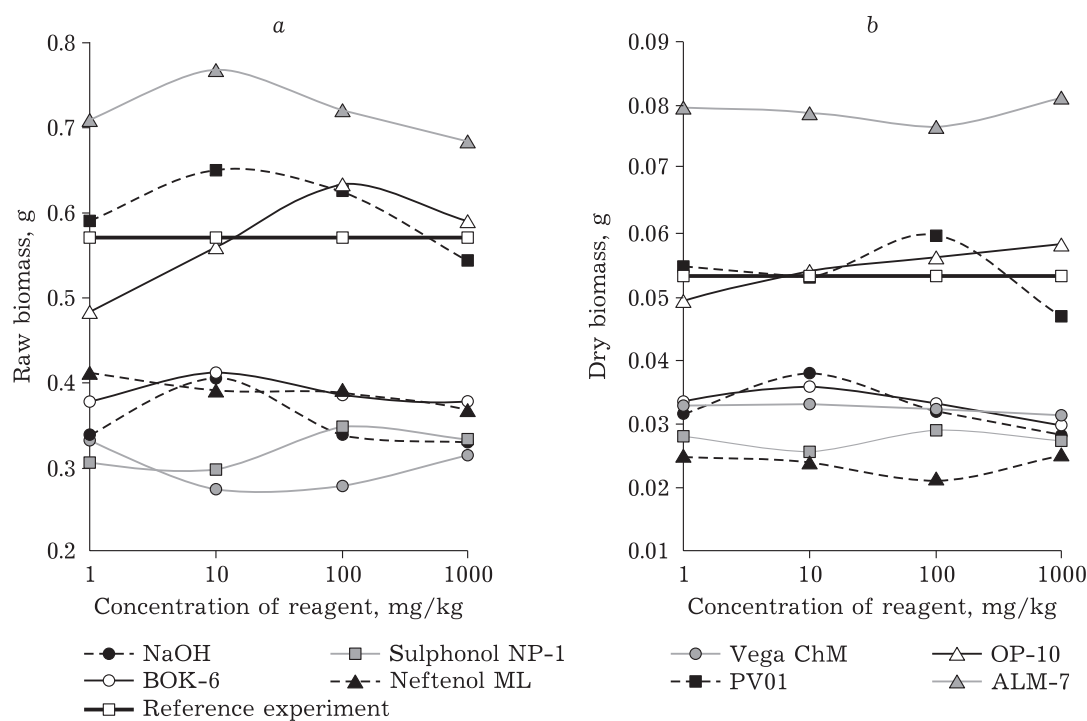 a
b
Raw biomass, g
0.8
0.7
0.6
0.5
0.4
0.3
0.2
1 10 100 1000
Concentration of reagent, mg/kg
Dry biomass, g
0.09
0.08
0.07
0.06
0.05
0.04
0.03
0.02
0.01
1 10 100 1000
Concentration of reagent, mg/kg
NaOH Sulphonol NP-1 Vega ChM OP-10
BOK-6 Neftenol ML PV01 ALM-7
Reference experiment